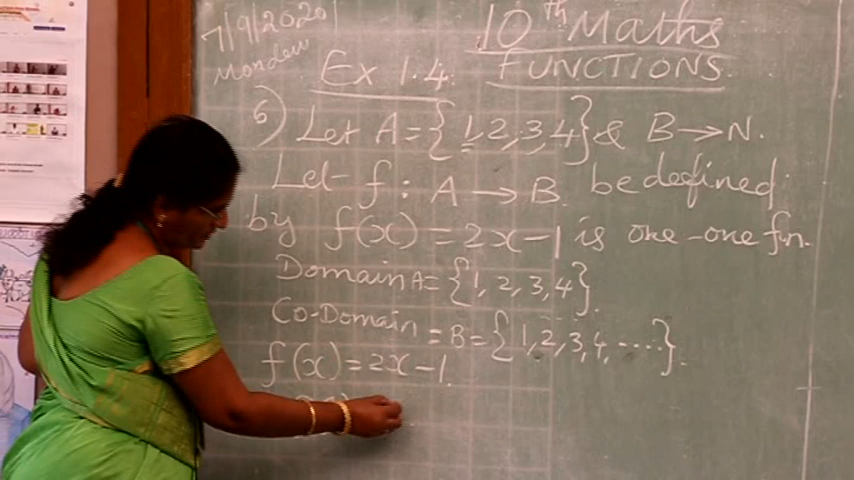 7/9/2020
Monday
10th Maths
Ex 1.4
FUNCTIONS.
6) Let A = {1, 2, 3, 4} & B → N.
Let f : A → B. be defined
by f(x) = 2x - 1 is one-one fun.
Domain A = {1, 2, 3, 4}.
Co-Domain = B = {1, 2, 3, 4, .....}.
f(x) = 2x - 1.